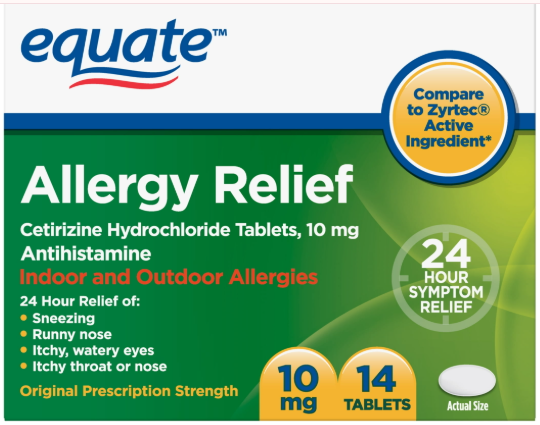 equate™
Compare
to Zyrtec®
Active
Ingredient*
Allergy Relief
Cetirizine Hydrochloride Tablets, 10 mg
Antihistamine
Indoor and Outdoor Allergies
24 Hour Relief of:
• Sneezing
• Runny nose
• Itchy, watery eyes
• Itchy throat or nose
Original Prescription Strength
24
HOUR
SYMPTOM
RELIEF
10
mg
14
TABLETS
Actual Size